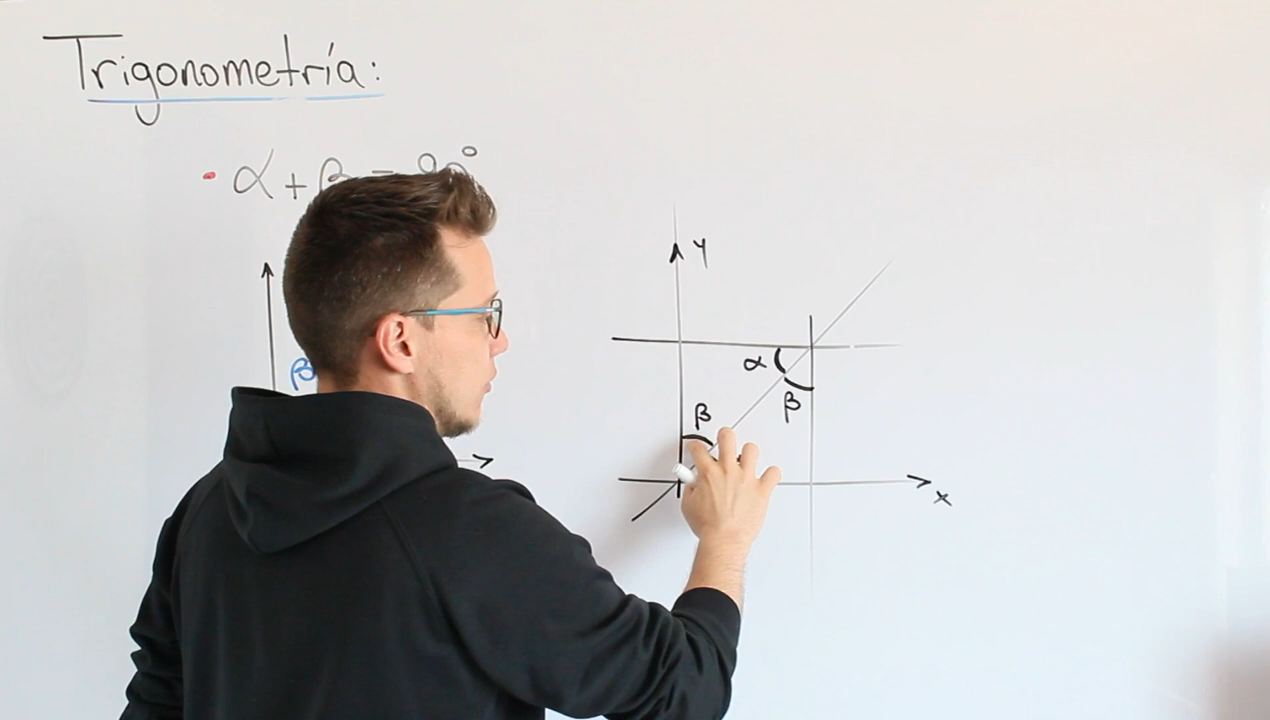 Trigonometría:
• α + β = 90°
y
α
β
β
β
x